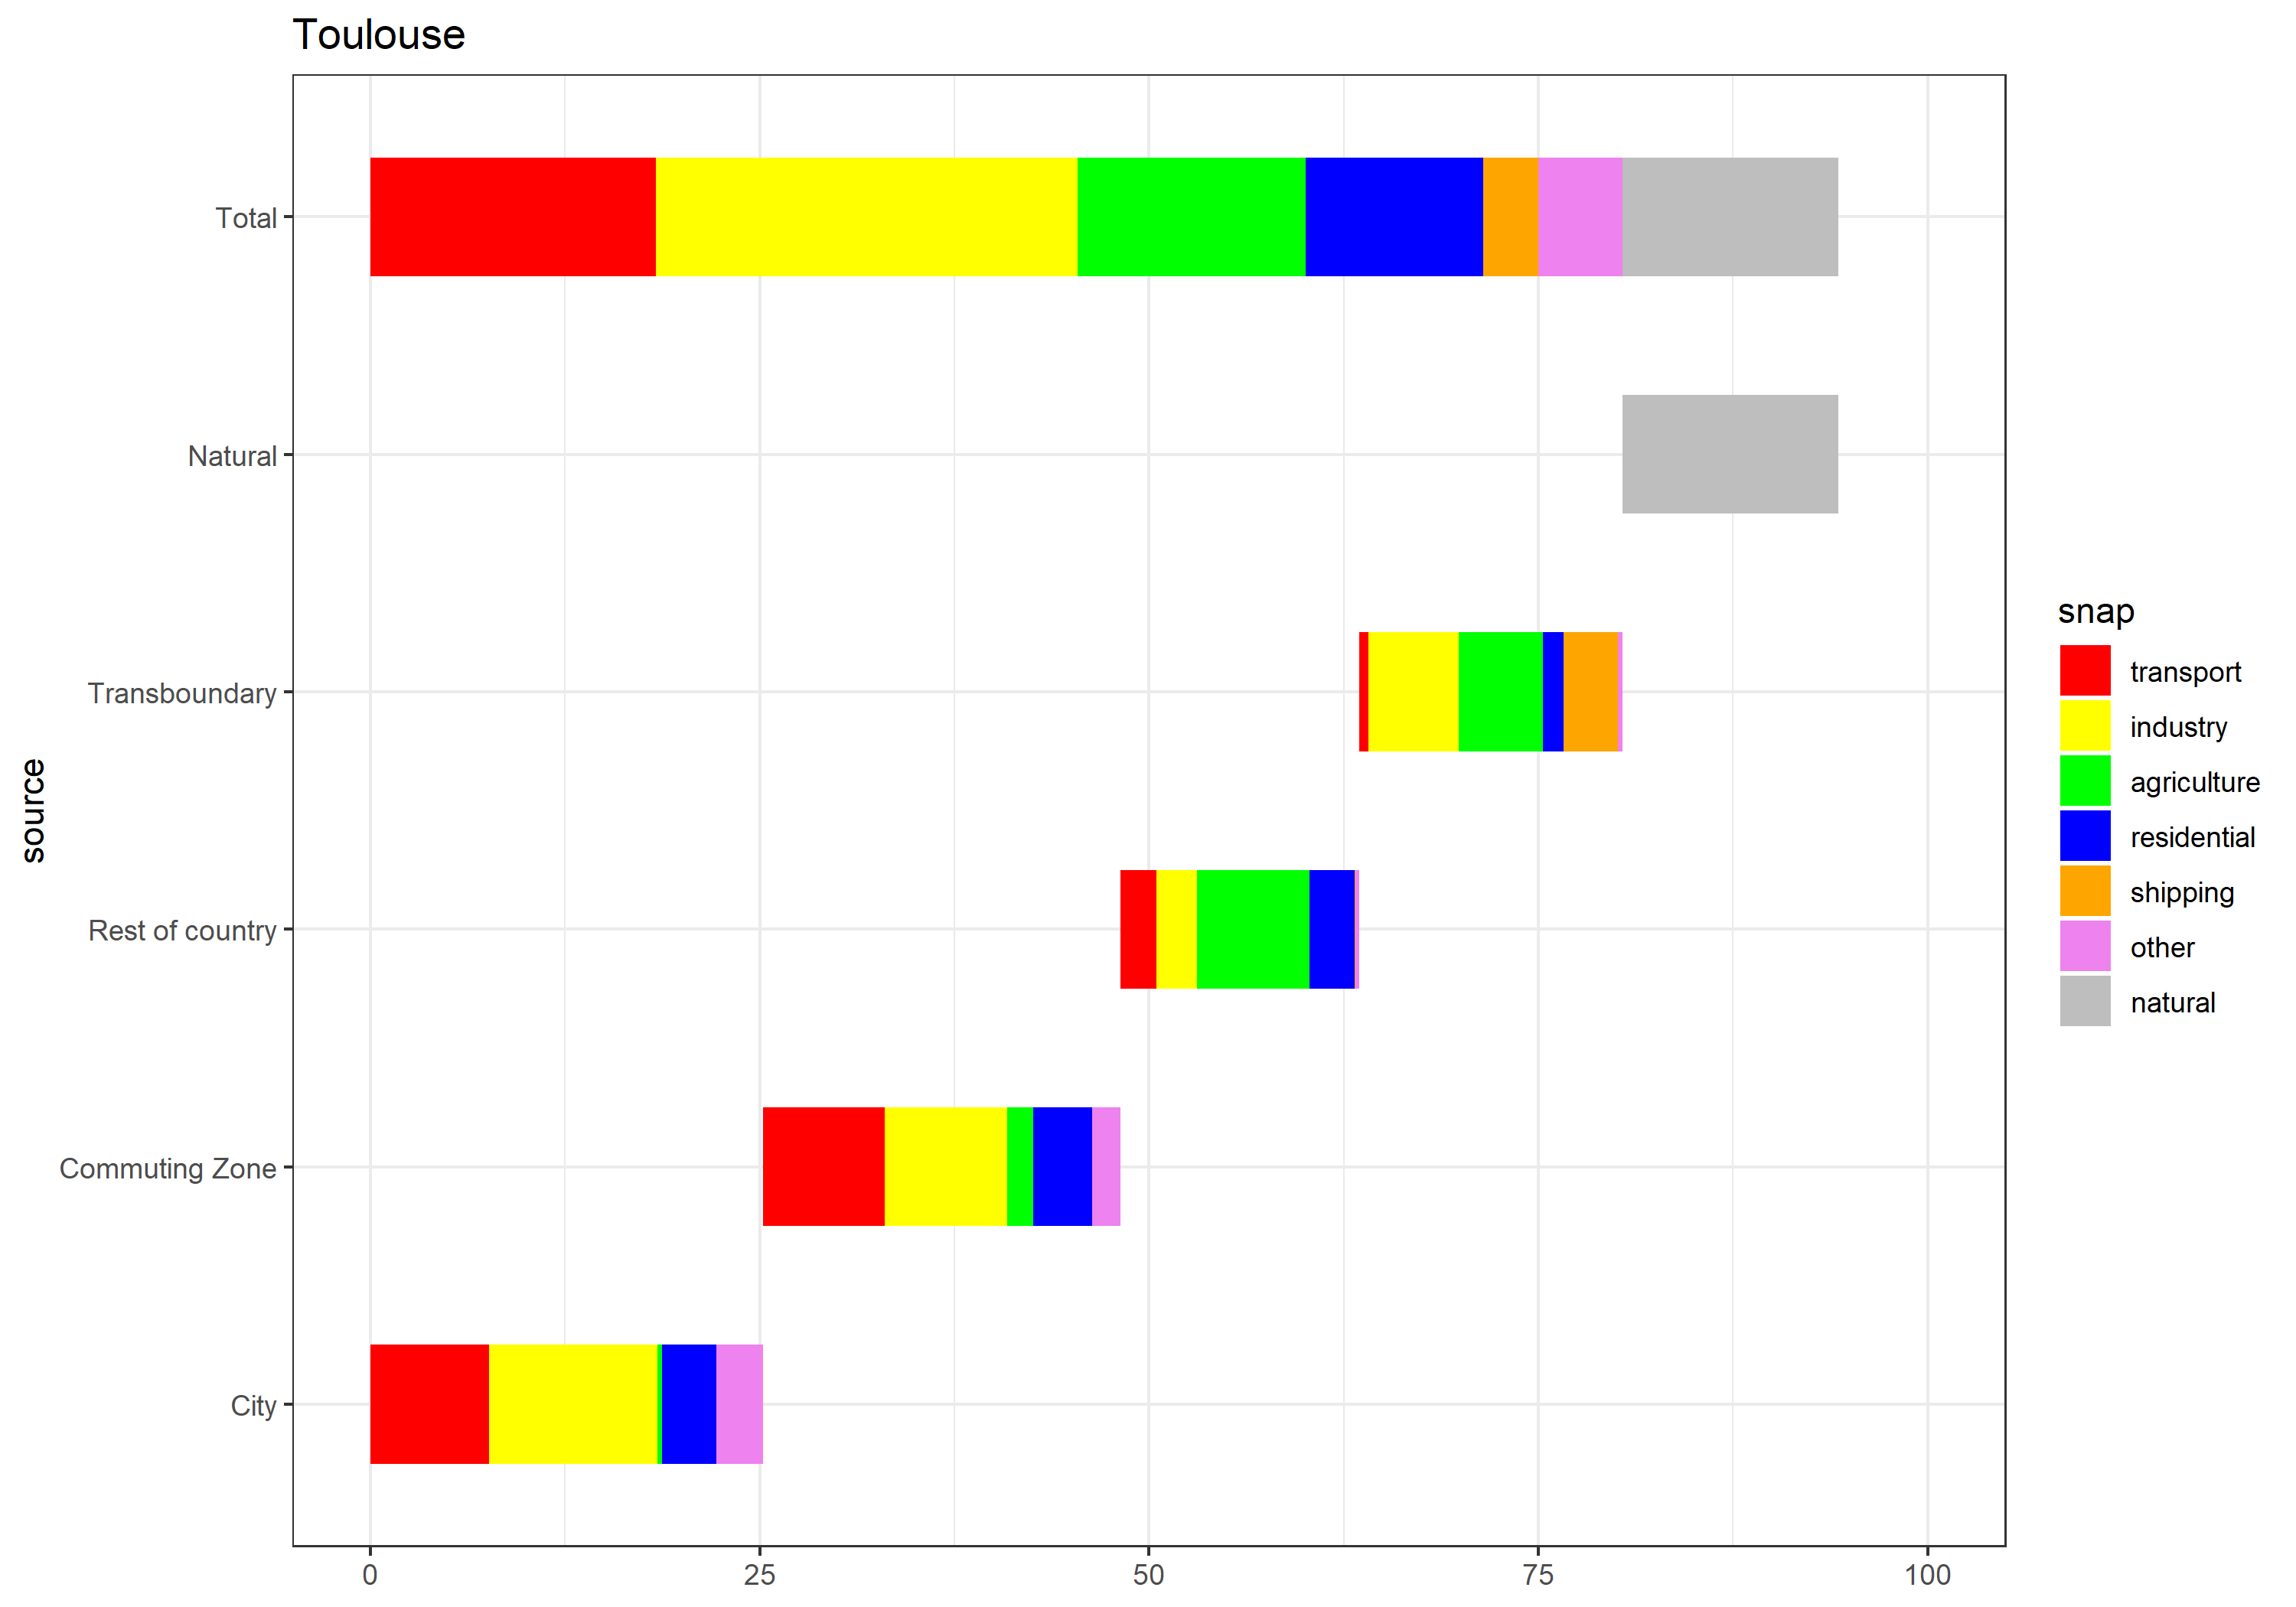 Toulouse
Total
Natural
Transboundary
Rest of country
Commuting Zone
City
source
0 25 50 75 100
snap
transport
industry
agriculture
residential
shipping
other
natural